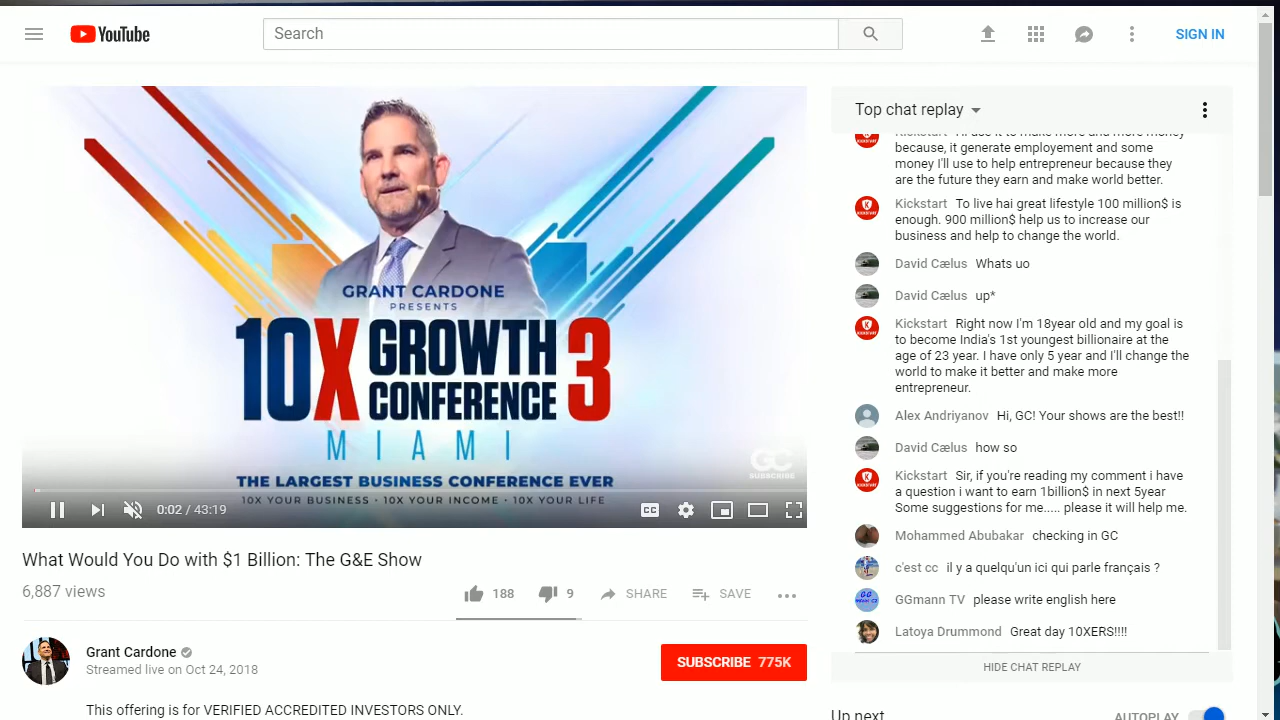 YouTube
Search
SIGN IN
GRANT CARDONE
PRESENTS
10X GROWTH CONFERENCE 3
MIAMI
THE LARGEST BUSINESS CONFERENCE EVER
10X YOUR BUSINESS · 10X YOUR INCOME · 10X YOUR LIFE
GC
SUBSCRIBE
0:02 / 43:19
CC
What Would You Do with $1 Billion: The G&E Show
6,887 views
188
9
SHARE
SAVE
Grant Cardone
Streamed live on Oct 24, 2018
SUBSCRIBE 775K
This offering is for VERIFIED ACCREDITED INVESTORS ONLY.
Top chat replay
Kickstart I'll use it to make more and more money
because, it generate employement and some
money I'll use to help entrepreneur because they
are the future they earn and make world better.
Kickstart To live hai great lifestyle 100 million$ is
enough. 900 million$ help us to increase our
business and help to change the world.
David Cælus Whats uo
David Cælus up*
Kickstart Right now I'm 18year old and my goal is
to become India's 1st youngest billionaire at the
age of 23 year. I have only 5 year and I'll change the
world to make it better and make more
entrepreneur.
Alex Andriyanov Hi, GC! Your shows are the best!!
David Cælus how so
Kickstart Sir, if you're reading my comment i have
a question i want to earn 1billion$ in next 5year
Some suggestions for me..... please it will help me.
Mohammed Abubakar checking in GC
c'est cc il y a quelqu'un ici qui parle français ?
GGmann TV please write english here
Latoya Drummond Great day 10XERS!!!!
HIDE CHAT REPLAY
Up next
AUTOPLAY